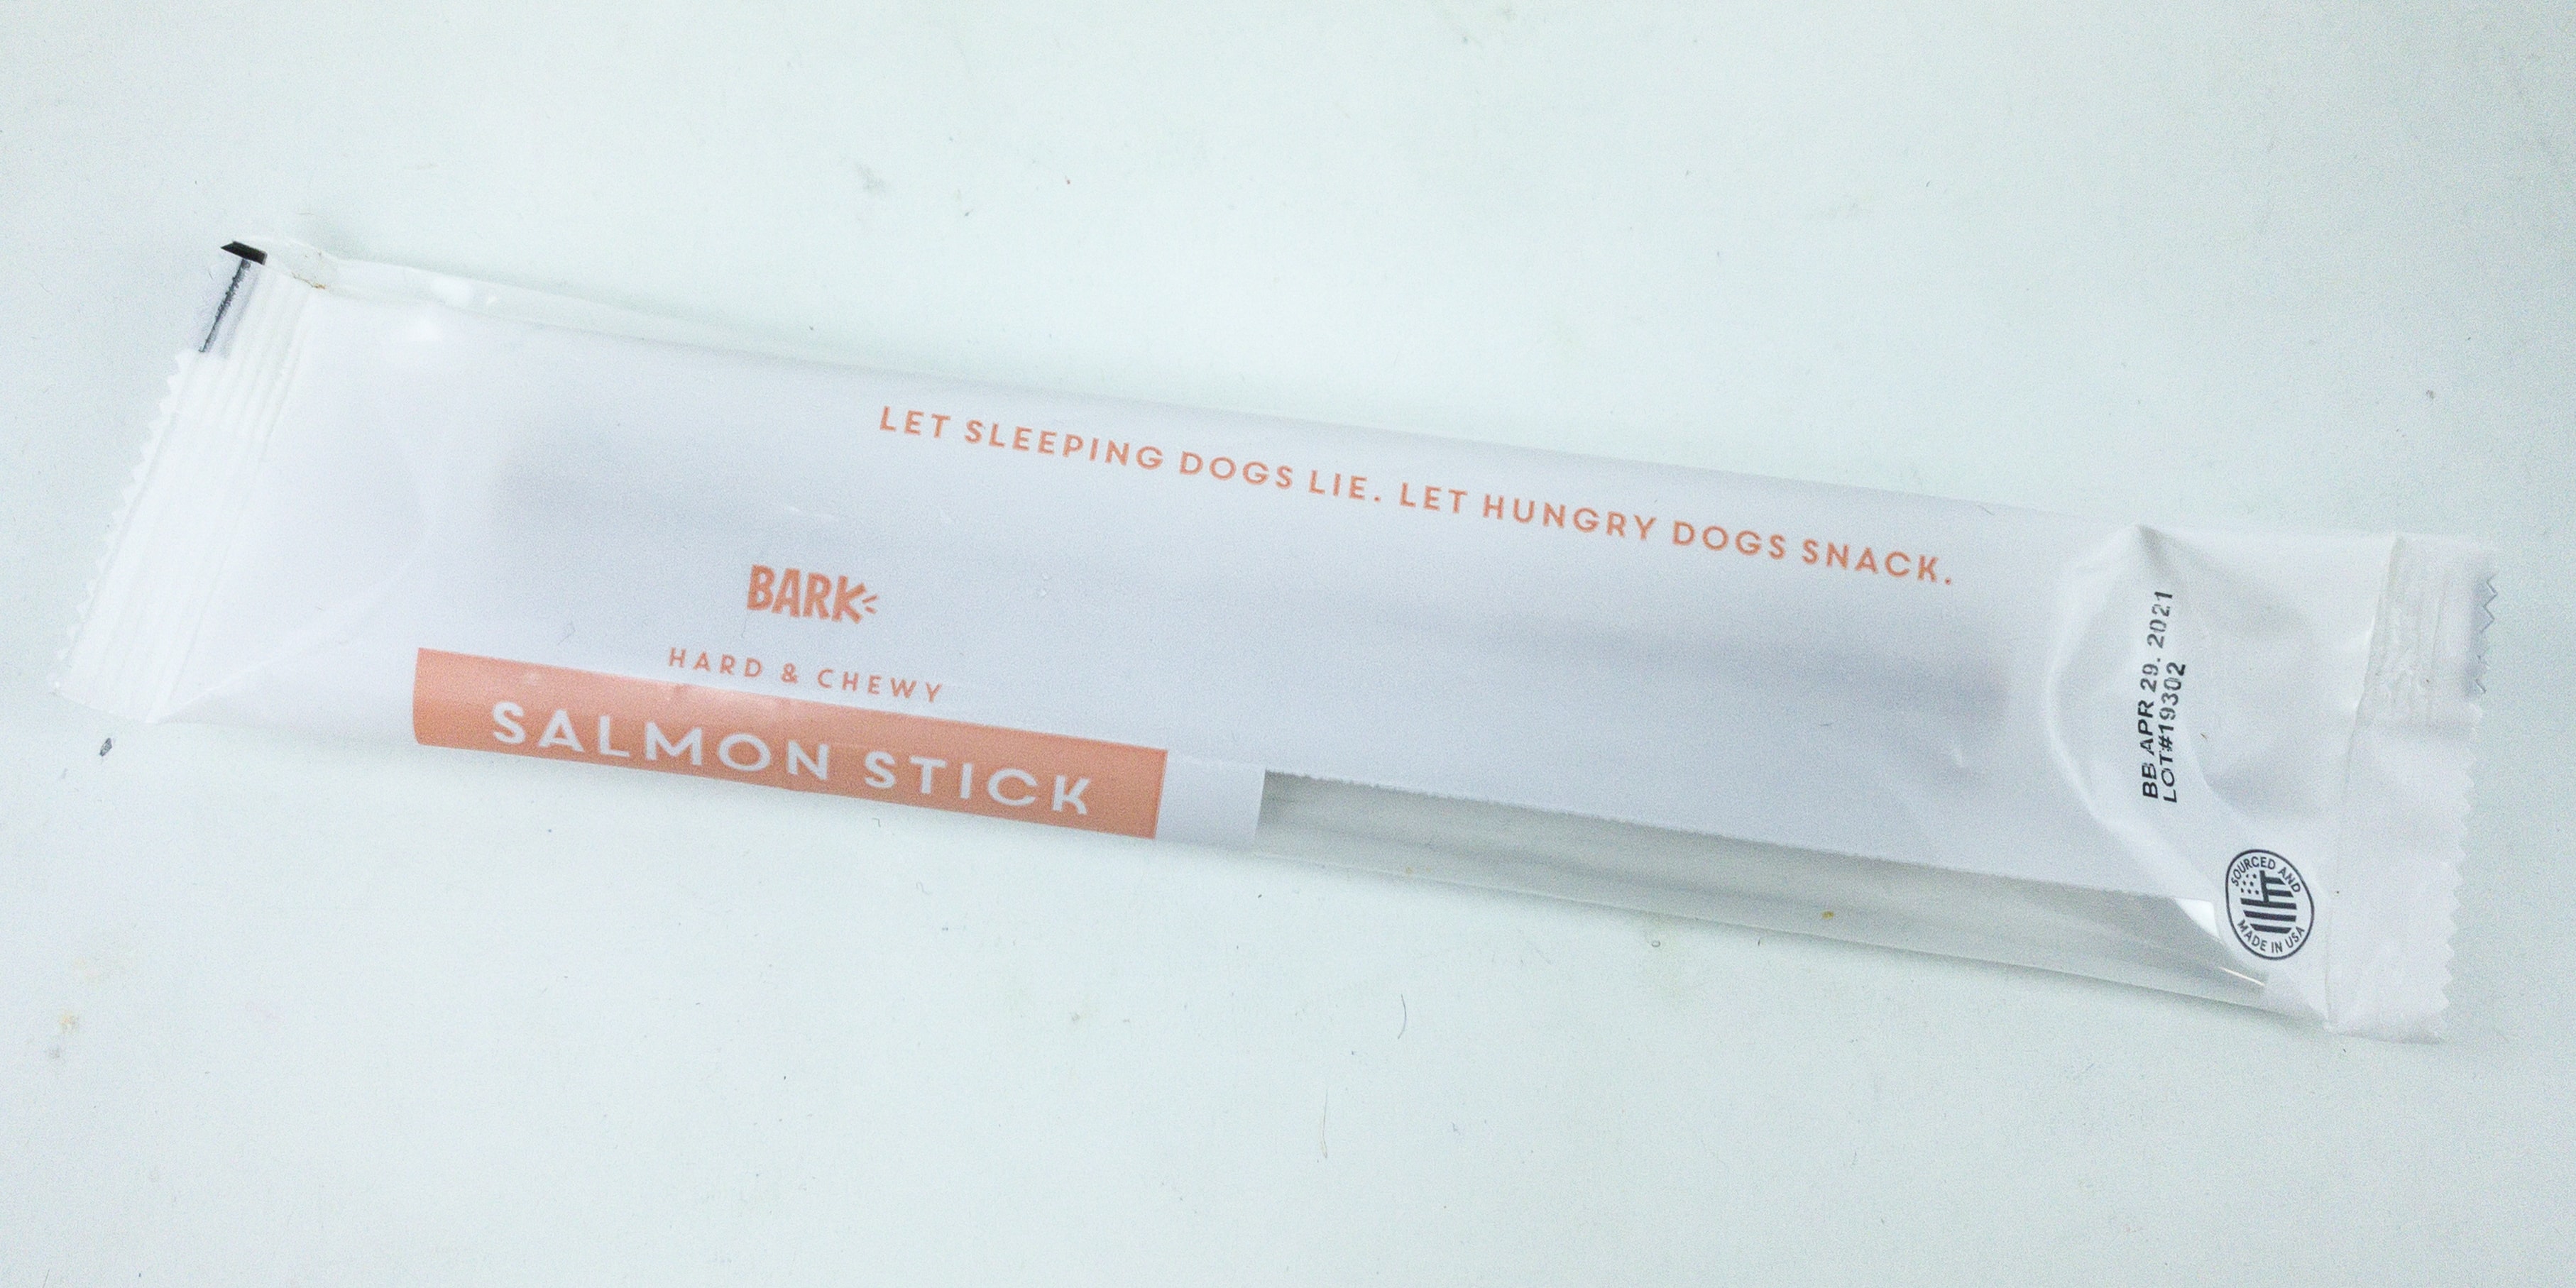 LET SLEEPING DOGS LIE. LET HUNGRY DOGS SNACK.
BARK
HARD & CHEWY
SALMON STICK
BB APR 29. 2021
LOT#19302
SOURCED AND
MADE IN USA